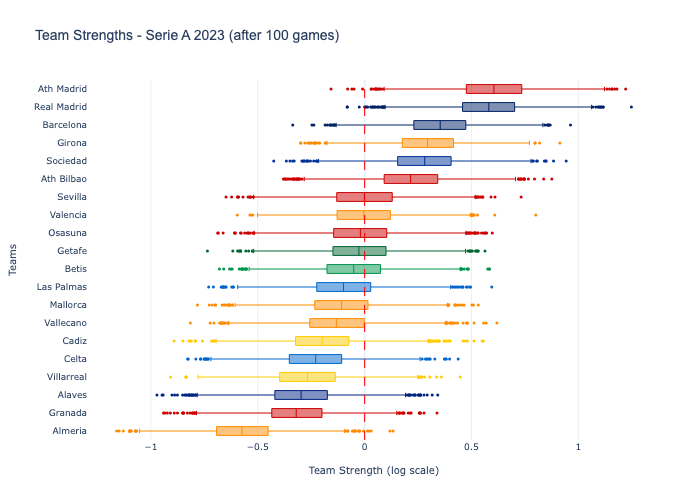 Team Strengths - Serie A 2023 (after 100 games)
Ath Madrid
Real Madrid
Barcelona
Girona
Sociedad
Ath Bilbao
Sevilla
Valencia
Osasuna
Getafe
Betis
Las Palmas
Mallorca
Vallecano
Cadiz
Celta
Villarreal
Alaves
Granada
Almeria
Teams
−1 −0.5 0 0.5 1
Team Strength (log scale)